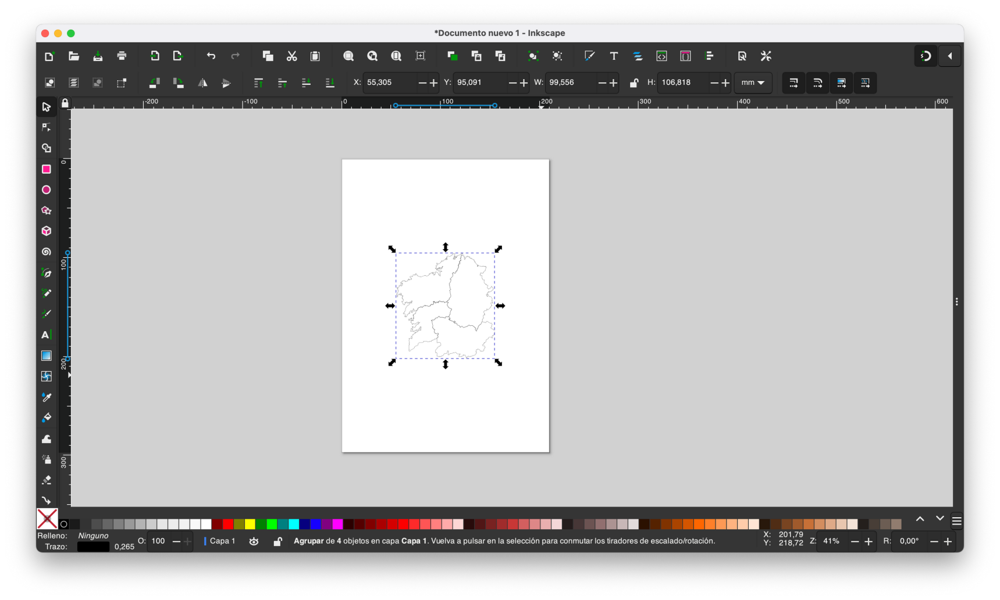 *Documento nuevo 1 - Inkscape
X: 55,305 Y: 95,091 W: 99,556 H: 106,818 mm
-200 -100 0 100 200 300 400 500 600
0
100
200
300
Relleno: Ninguno
Trazo: 0,265 O: 100 Capa 1 Agrupar de 4 objetos en capa Capa 1. Vuelva a pulsar en la selección para conmutar los tiradores de escalado/rotación.
X: 201,79
Y: 218,72
Z: 41% R: 0,00°